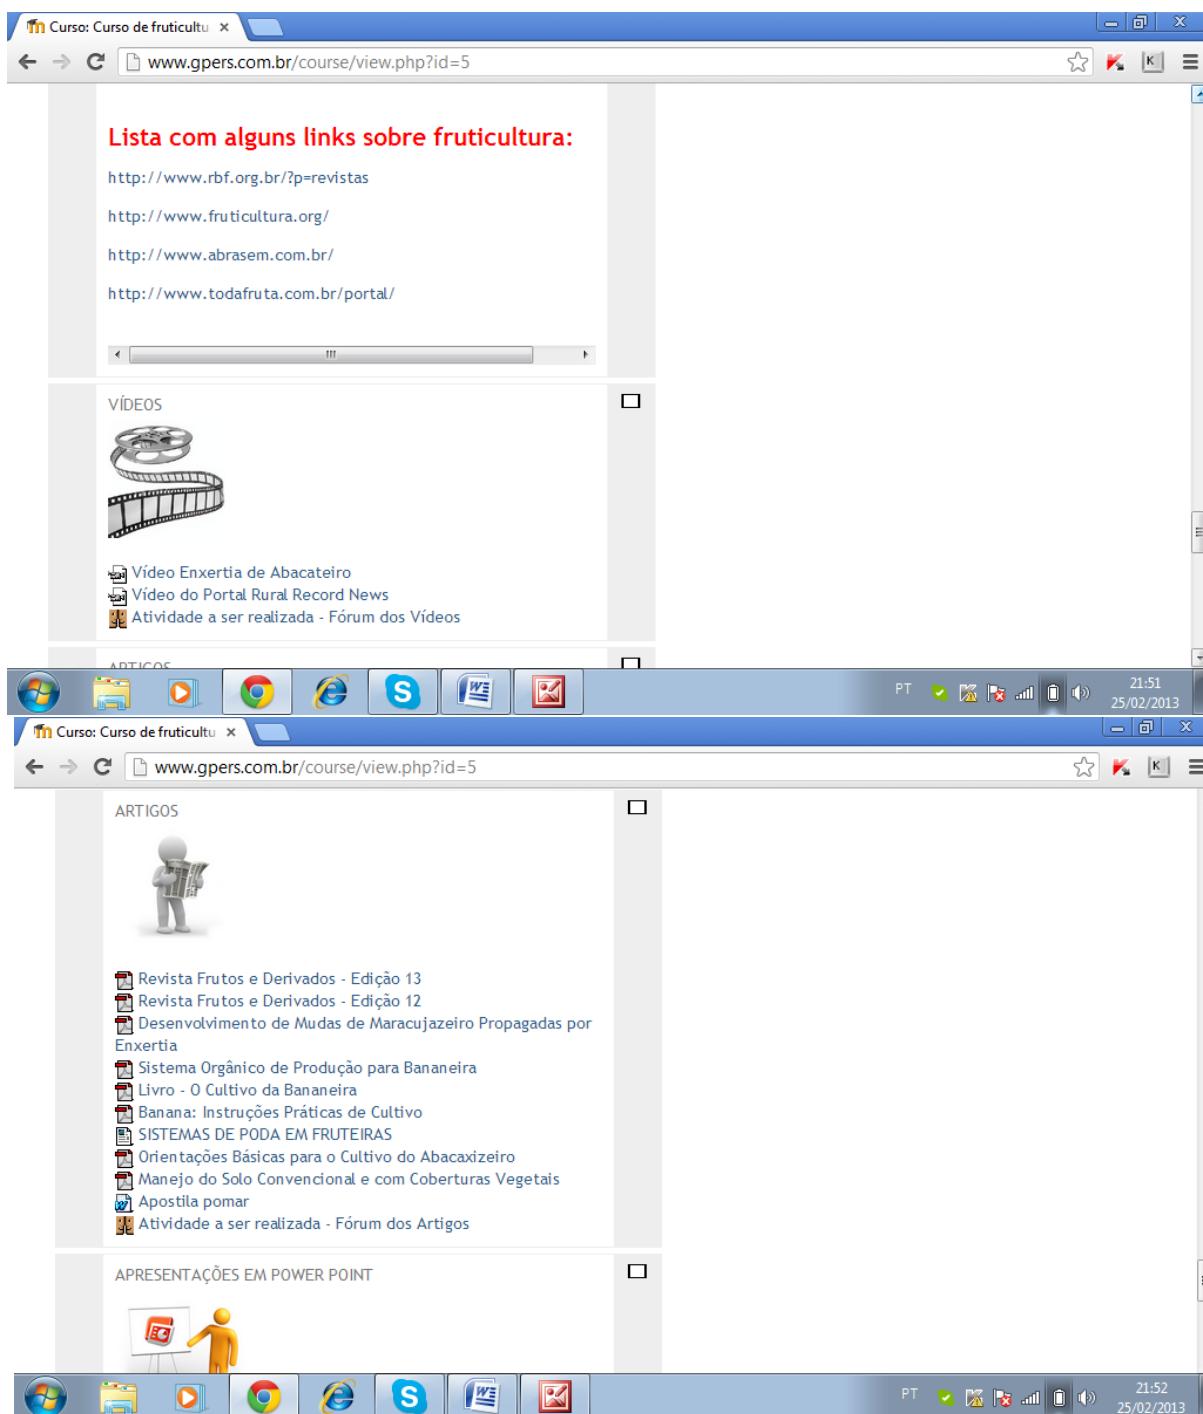 Curso: Curso de fruticultu
www.gpers.com.br/course/view.php?id=5
Lista com alguns links sobre fruticultura:
http://www.rbf.org.br/?p=revistas
http://www.fruticultura.org/
http://www.abrasem.com.br/
http://www.todafruta.com.br/portal/
VÍDEOS
Vídeo Enxertia de Abacateiro
Vídeo do Portal Rural Record News
Atividade a ser realizada - Fórum dos Vídeos
ARTIGOS
PT
21:51
25/02/2013
Curso: Curso de fruticultu
www.gpers.com.br/course/view.php?id=5
ARTIGOS
Revista Frutos e Derivados - Edição 13
Revista Frutos e Derivados - Edição 12
Desenvolvimento de Mudas de Maracujazeiro Propagadas por
Enxertia
Sistema Orgânico de Produção para Bananeira
Livro - O Cultivo da Bananeira
Banana: Instruções Práticas de Cultivo
SISTEMAS DE PODA EM FRUTEIRAS
Orientações Básicas para o Cultivo do Abacaxizeiro
Manejo do Solo Convencional e com Coberturas Vegetais
Apostila pomar
Atividade a ser realizada - Fórum dos Artigos
APRESENTAÇÕES EM POWER POINT
PT
21:52
25/02/2013